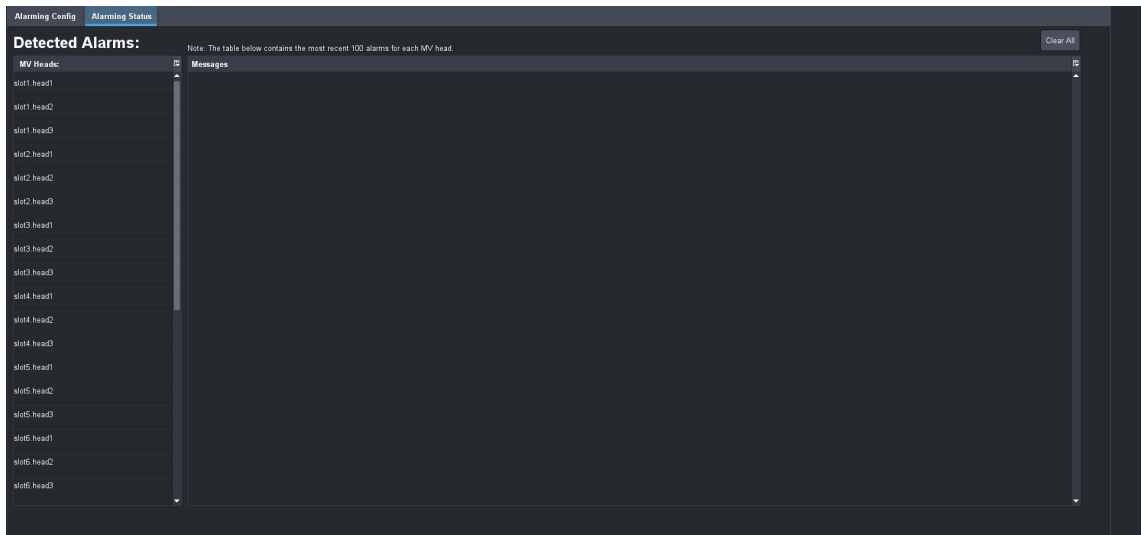 Alarming Config Alarming Status
Detected Alarms:
Note: The table below contains the most recent 100 alarms for each MV head.
Clear All
MV Heads:
Messages
slot1.head1
slot1.head2
slot1.head3
slot2.head1
slot2.head2
slot2.head3
slot3.head1
slot3.head2
slot3.head3
slot4.head1
slot4.head2
slot4.head3
slot5.head1
slot5.head2
slot5.head3
slot6.head1
slot6.head2
slot6.head3